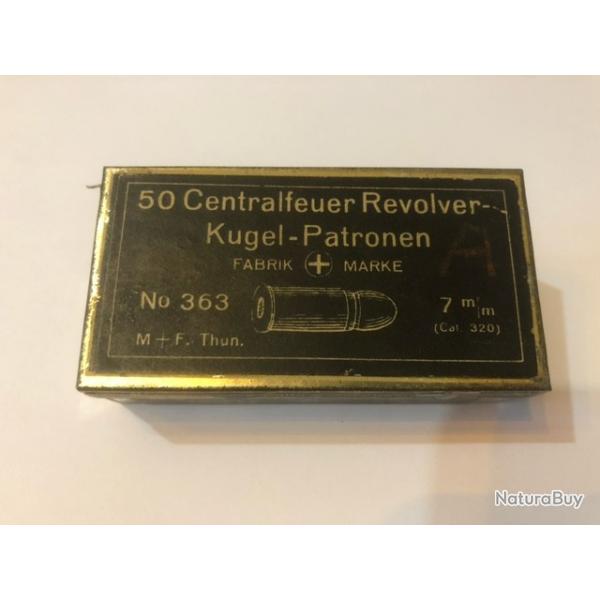 50 Centralfeuer Revolver-
Kugel-Patronen
FABRIK MARKE
No 363
7 m/m
(Cal. 320)
M + F. Thun.
A
NaturaBuy